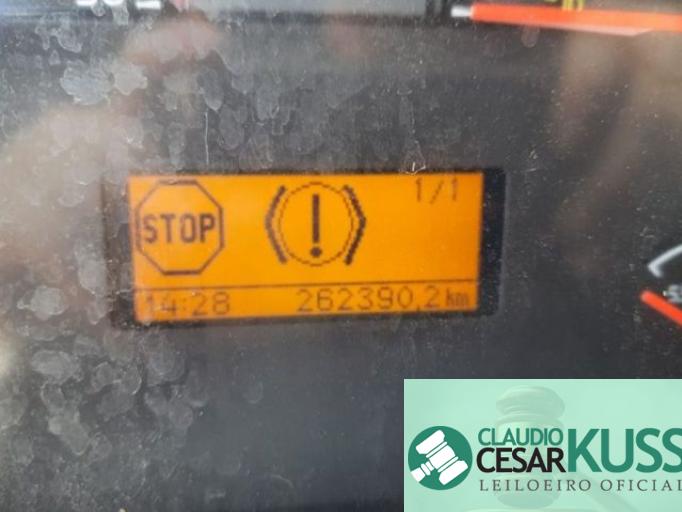 1/1
STOP
!
14:28 262390,2 km
CLAUDIO
CESAR KUSS
LEILOEIRO OFICIAL